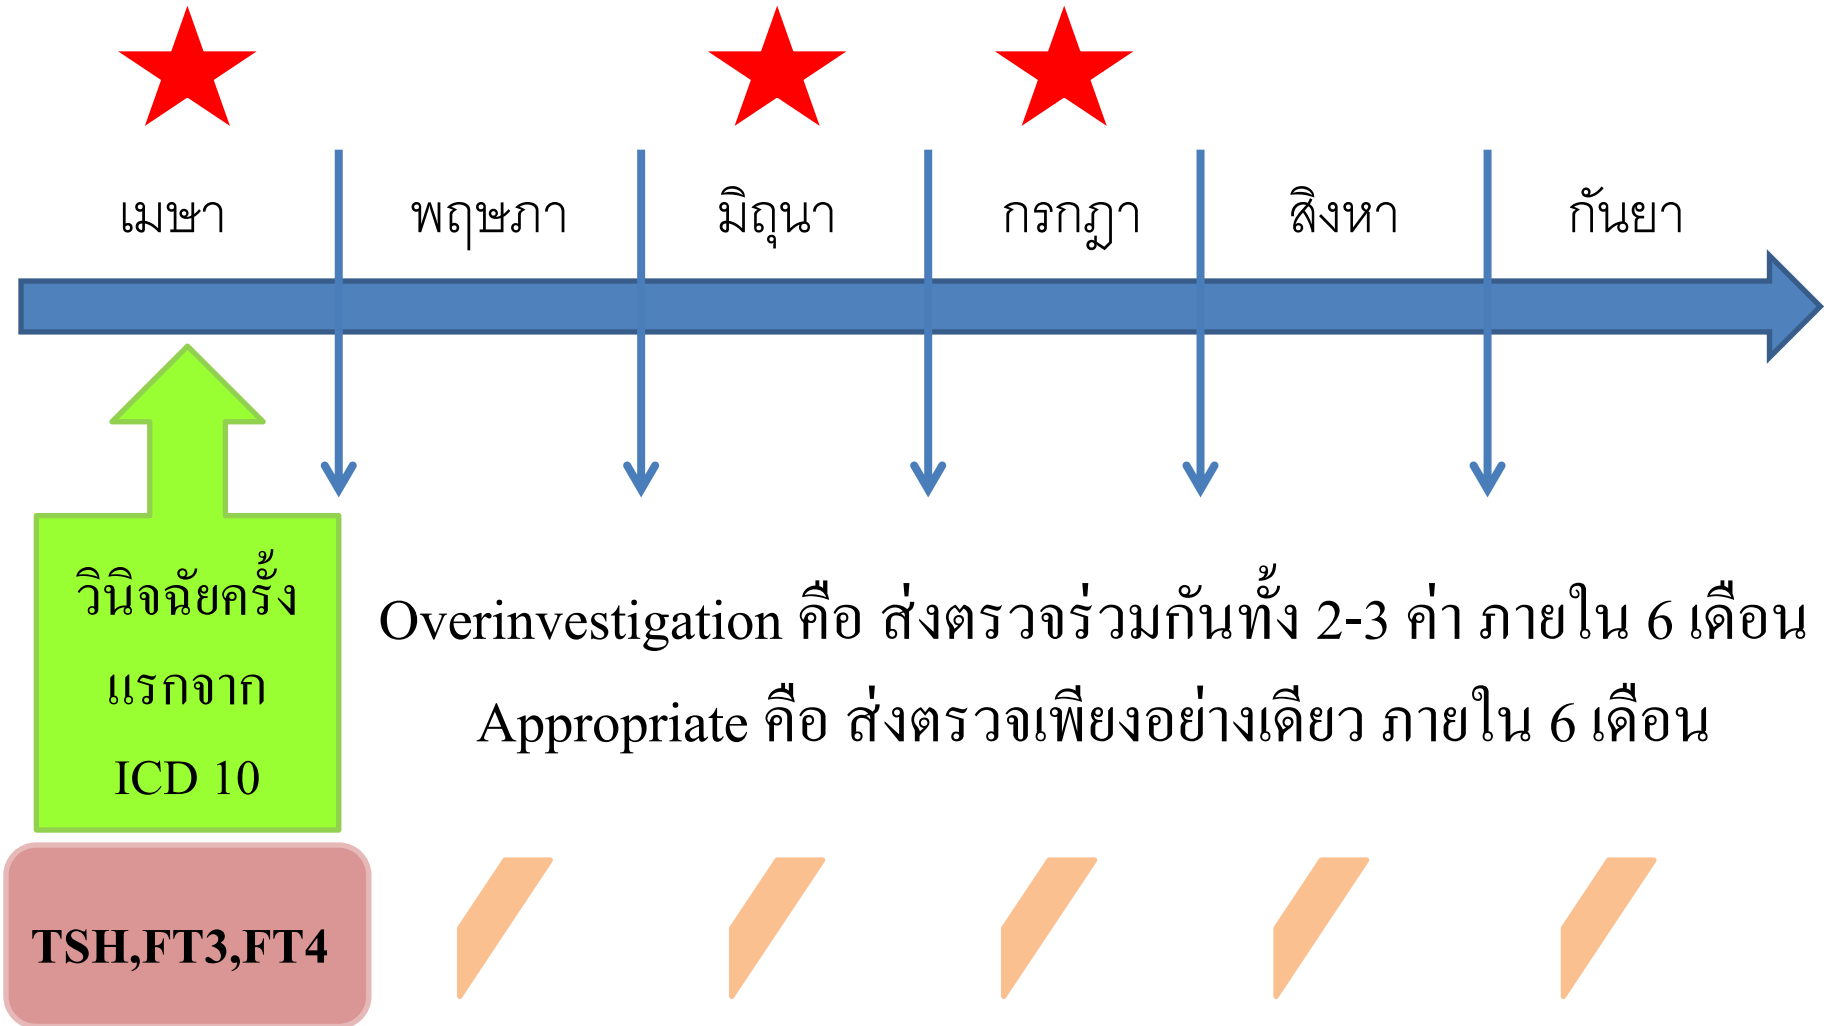 เมษา
พฤษภา
มิถุนา
กรกฎา
สิงหา
กันยา
วินิจฉัยครั้ง
แรกจาก
ICD 10
Overinvestigation คือ ส่งตรวจร่วมกันทั้ง 2-3 ค่า ภายใน 6 เดือน
Appropriate คือ ส่งตรวจเพียงอย่างเดียว ภายใน 6 เดือน
TSH,FT3,FT4